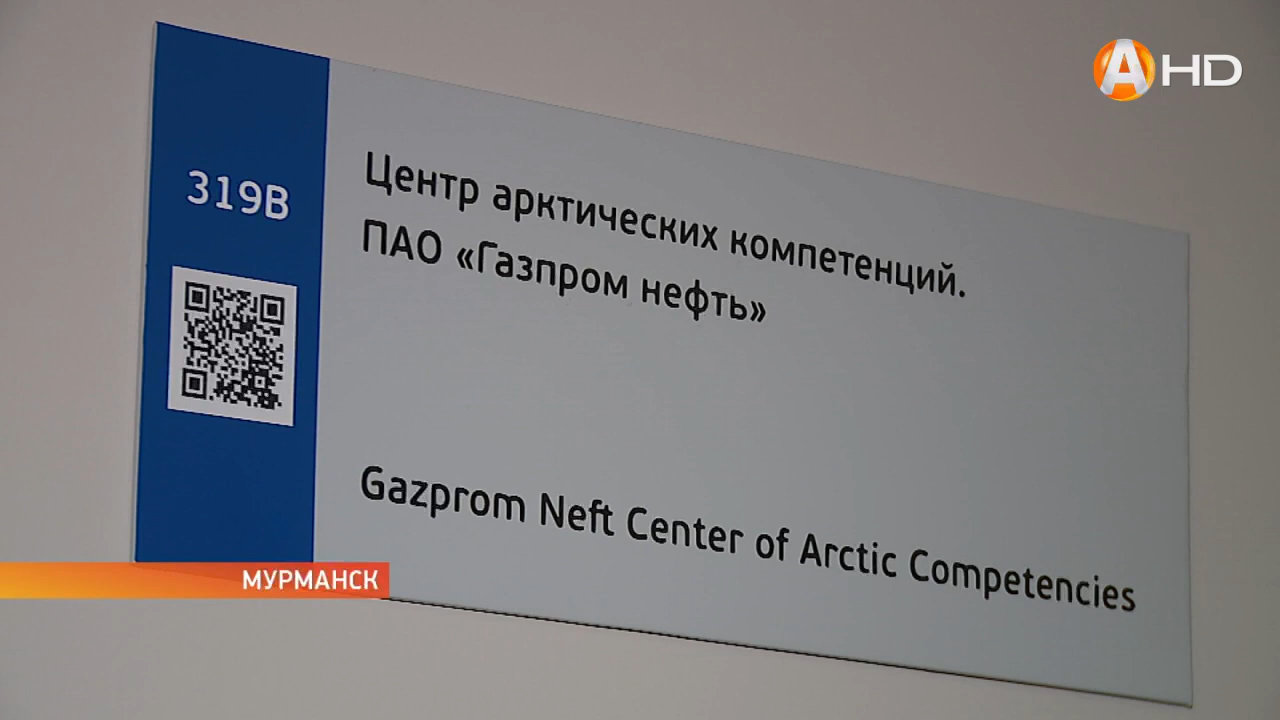 A HD
319В
Центр арктических компетенций.
ПАО «Газпром нефть»
Gazprom Neft Center of Arctic Competencies
МУРМАНСК